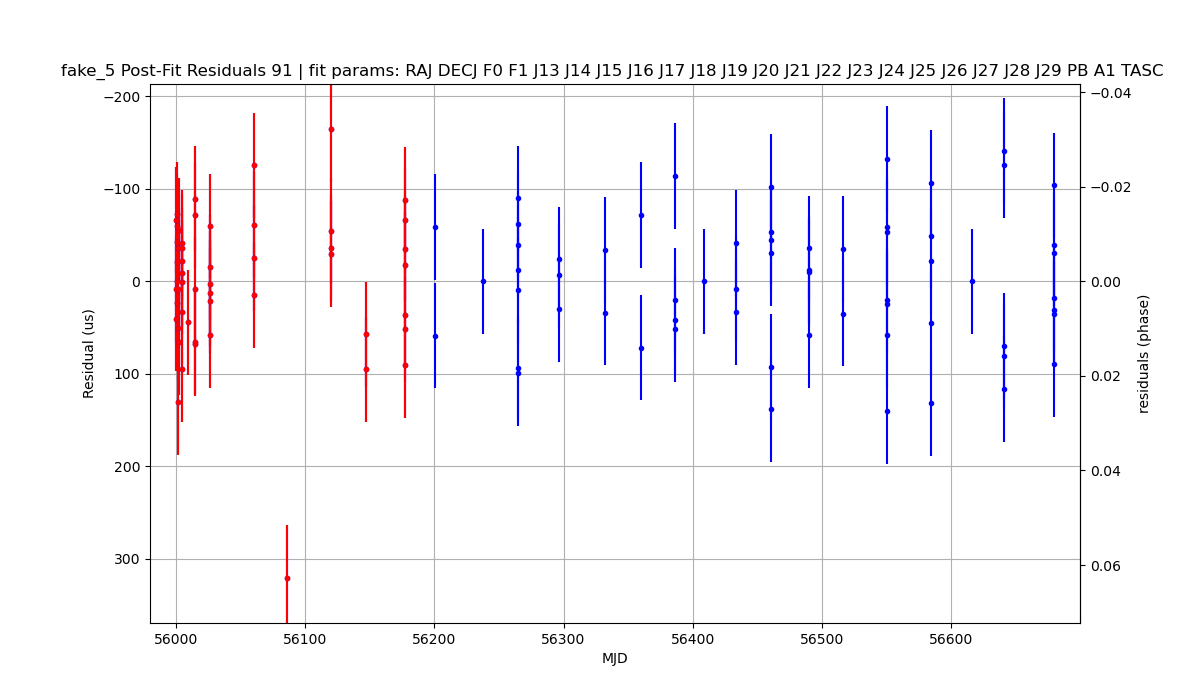 fake_5 Post-Fit Residuals 91 | fit params: RAJ DECJ F0 F1 J13 J14 J15 J16 J17 J18 J19 J20 J21 J22 J23 J24 J25 J26 J27 J28 J29 PB A1 TASC
−200
−100
0
100
200
300
Residual (us)
−0.04
−0.02
0.00
0.02
0.04
0.06
residuals (phase)
56000 56100 56200 56300 56400 56500 56600
MJD